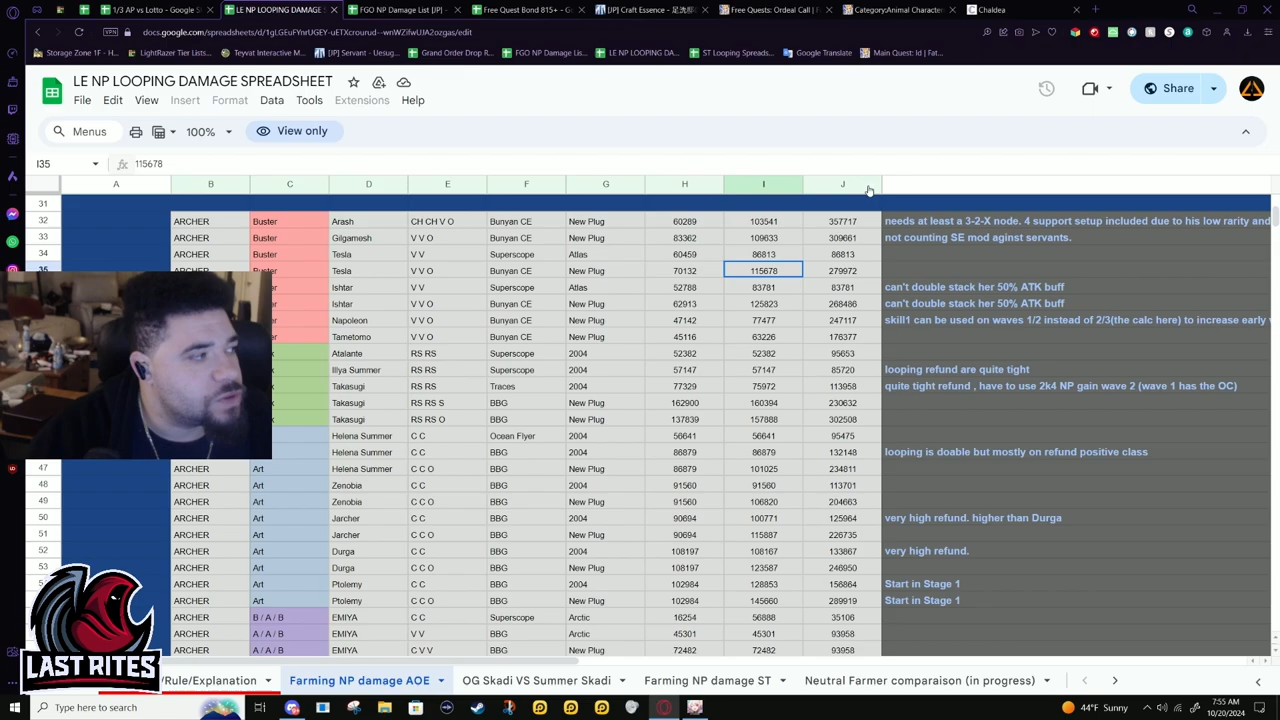 1/3 AP vs Lotto - Google S
LE NP LOOPING DAMAGE S
FGO NP Damage List [JP] -
Free Quest Bond 815+ - Go
[JP] Craft Essence - 足洗邸
Free Quests: Ordeal Call |
Category:Animal Character
Chaldea
VPN docs.google.com/spreadsheets/d/1gLGEuFYnrUGEY-uETXcrourud--wnWZifwUJA2ozgas/edit
Storage Zone 1F - H...
LightRazer Tier Lists...
Teyvat Interactive M...
[JP] Servant - Uesug...
Grand Order Drop R...
FGO NP Damage Lis...
LE NP LOOPING DA...
ST Looping Spreads...
Google Translate
Main Quest: Id | Fat...
LE NP LOOPING DAMAGE SPREADSHEET
File Edit View Insert Format Data Tools Extensions Help
Share
Menus 100% View only
I35 fx 115678
A B C D E F G H I J
31
32 ARCHER Buster Arash CH CH V O Bunyan CE New Plug 60289 103541 357717 needs at least a 3-2-X node. 4 support setup included due to his low rarity and
33 ARCHER Buster Gilgamesh V V O Bunyan CE New Plug 83362 109633 309661 not counting SE mod aginst servants.
34 ARCHER Buster Tesla V V Superscope Atlas 60459 86813 86813
35 ARCHER Buster Tesla V V O Bunyan CE New Plug 70132 115678 279972
Ishtar V V Superscope Atlas 52788 83781 83781 can't double stack her 50% ATK buff
Ishtar V V O Bunyan CE New Plug 62913 125823 268486 can't double stack her 50% ATK buff
Napoleon V V O Bunyan CE New Plug 47142 77477 247117 skill1 can be used on waves 1/2 instead of 2/3(the calc here) to increase early
Tametomo V V O Bunyan CE New Plug 45116 63226 176377
Atalante RS RS Superscope 2004 52382 52382 95653
Illya Summer RS RS Superscope 2004 57147 57147 85720 looping refund are quite tight
Takasugi RS RS Traces 2004 77329 75972 113958 quite tight refund , have to use 2k4 NP gain wave 2 (wave 1 has the OC)
Takasugi RS RS S BBG New Plug 162900 160394 230632
Takasugi RS RS O BBG New Plug 137839 157888 302508
Helena Summer C C Ocean Flyer 2004 56641 56641 95475
Helena Summer C C BBG 2004 86879 86879 132148 looping is doable but mostly on refund positive class
47 ARCHER Art Helena Summer C C O BBG New Plug 86879 101025 234811
48 ARCHER Art Zenobia C C BBG 2004 91560 91560 113701
49 ARCHER Art Zenobia C C O BBG New Plug 91560 106820 204663
50 ARCHER Art Jarcher C C BBG 2004 90694 100771 125964 very high refund. higher than Durga
51 ARCHER Art Jarcher C C O BBG New Plug 90694 115887 226735
52 ARCHER Art Durga C C BBG 2004 108197 108167 133867 very high refund.
ARCHER Art Durga C C O BBG New Plug 108197 123587 246950
ARCHER Art Ptolemy C C BBG 2004 102984 128853 156864 Start in Stage 1
ARCHER Art Ptolemy C C O BBG New Plug 102984 145660 289919 Start in Stage 1
ARCHER B / A / B EMIYA C C Superscope Arctic 16254 56888 35106
ARCHER A / A / B EMIYA V V BBG Arctic 45301 45301 93958
ARCHER A / A / B EMIYA C V V BBG New Plug 72482 72482 93958
LAST RITES
/Rule/Explanation Farming NP damage AOE OG Skadi VS Summer Skadi Farming NP damage ST Neutral Farmer comparaison (in progress)
Type here to search
44°F Sunny
7:55 AM
10/20/2024